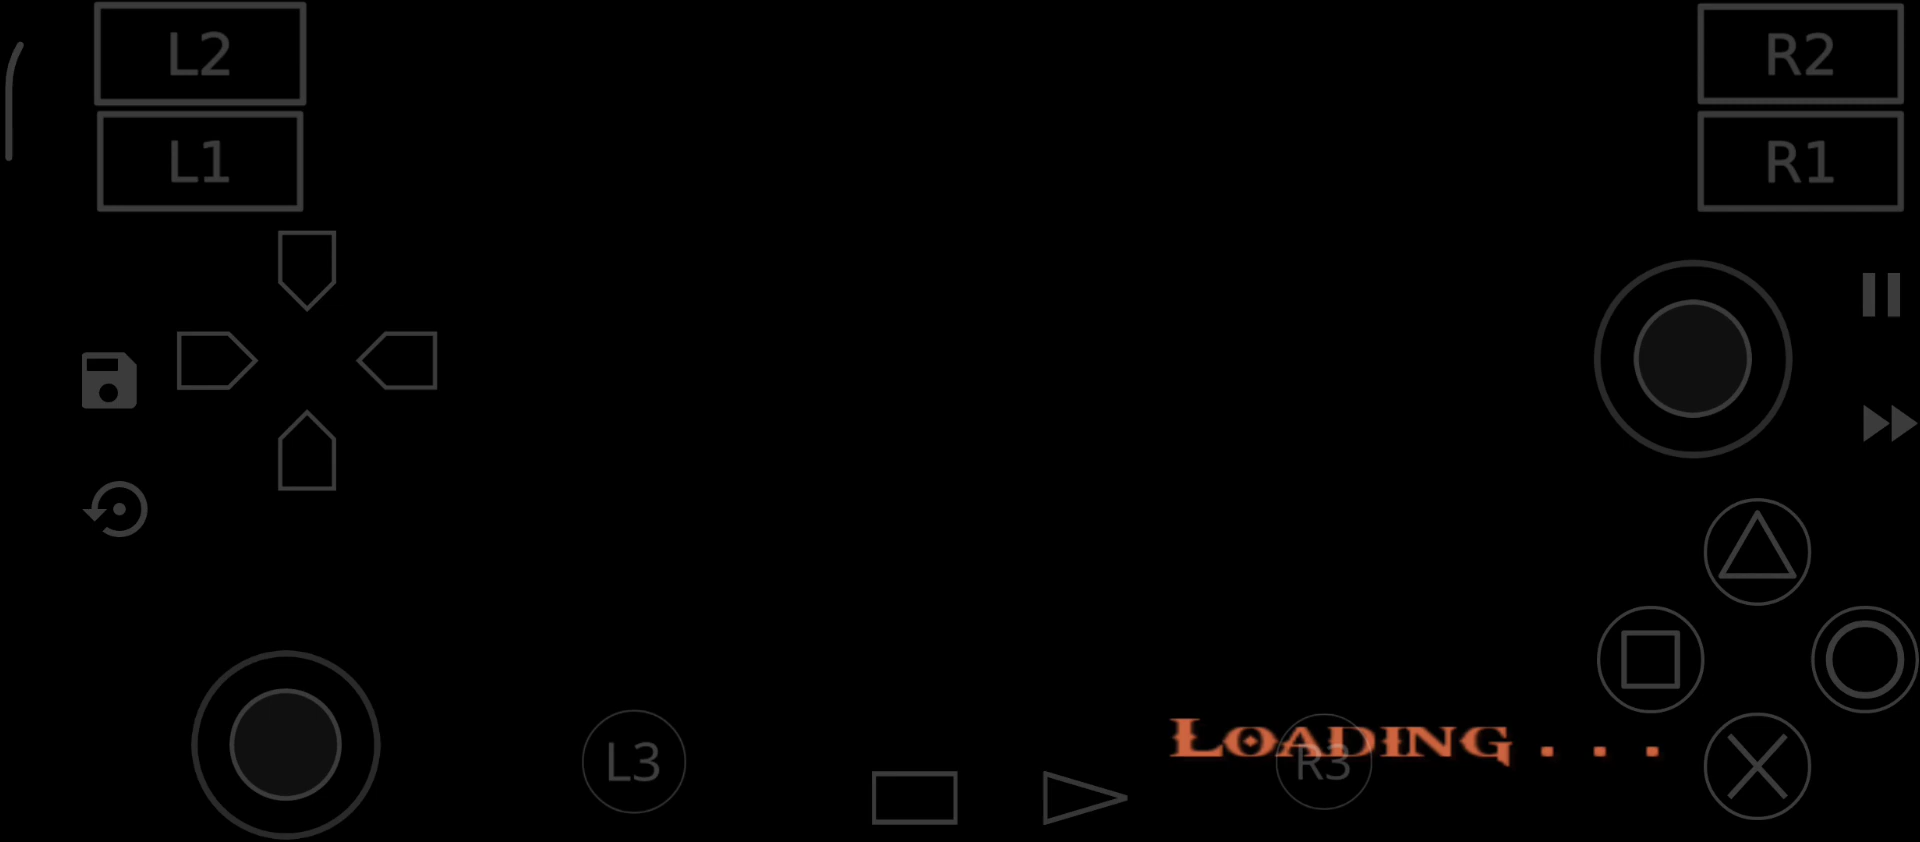 L2
R2
L1
R1
LOADING . . .
L3
R3